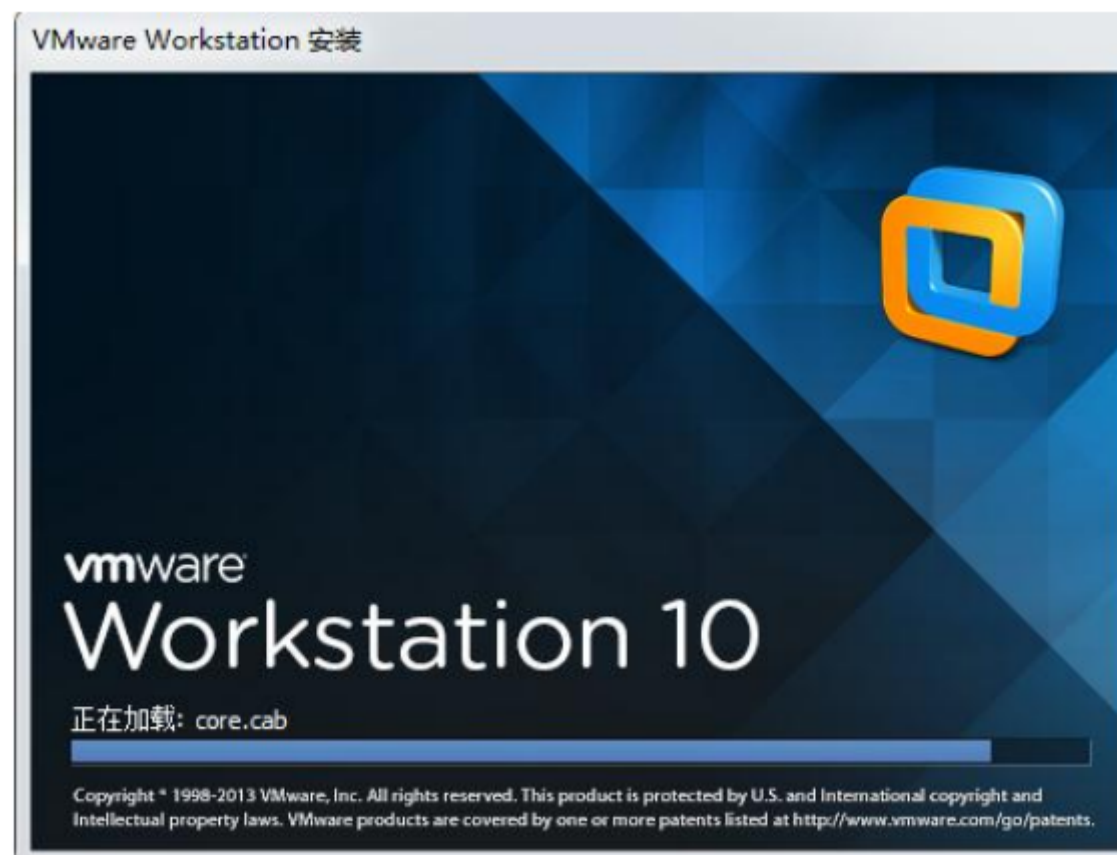 VMware Workstation 安装
vmware
Workstation 10
正在加载: core.cab
Copyright © 1998-2013 VMware, Inc. All rights reserved. This product is protected by U.S. and International copyright and
Intellectual property laws. VMware products are covered by one or more patents listed at http://www.vmware.com/go/patents.